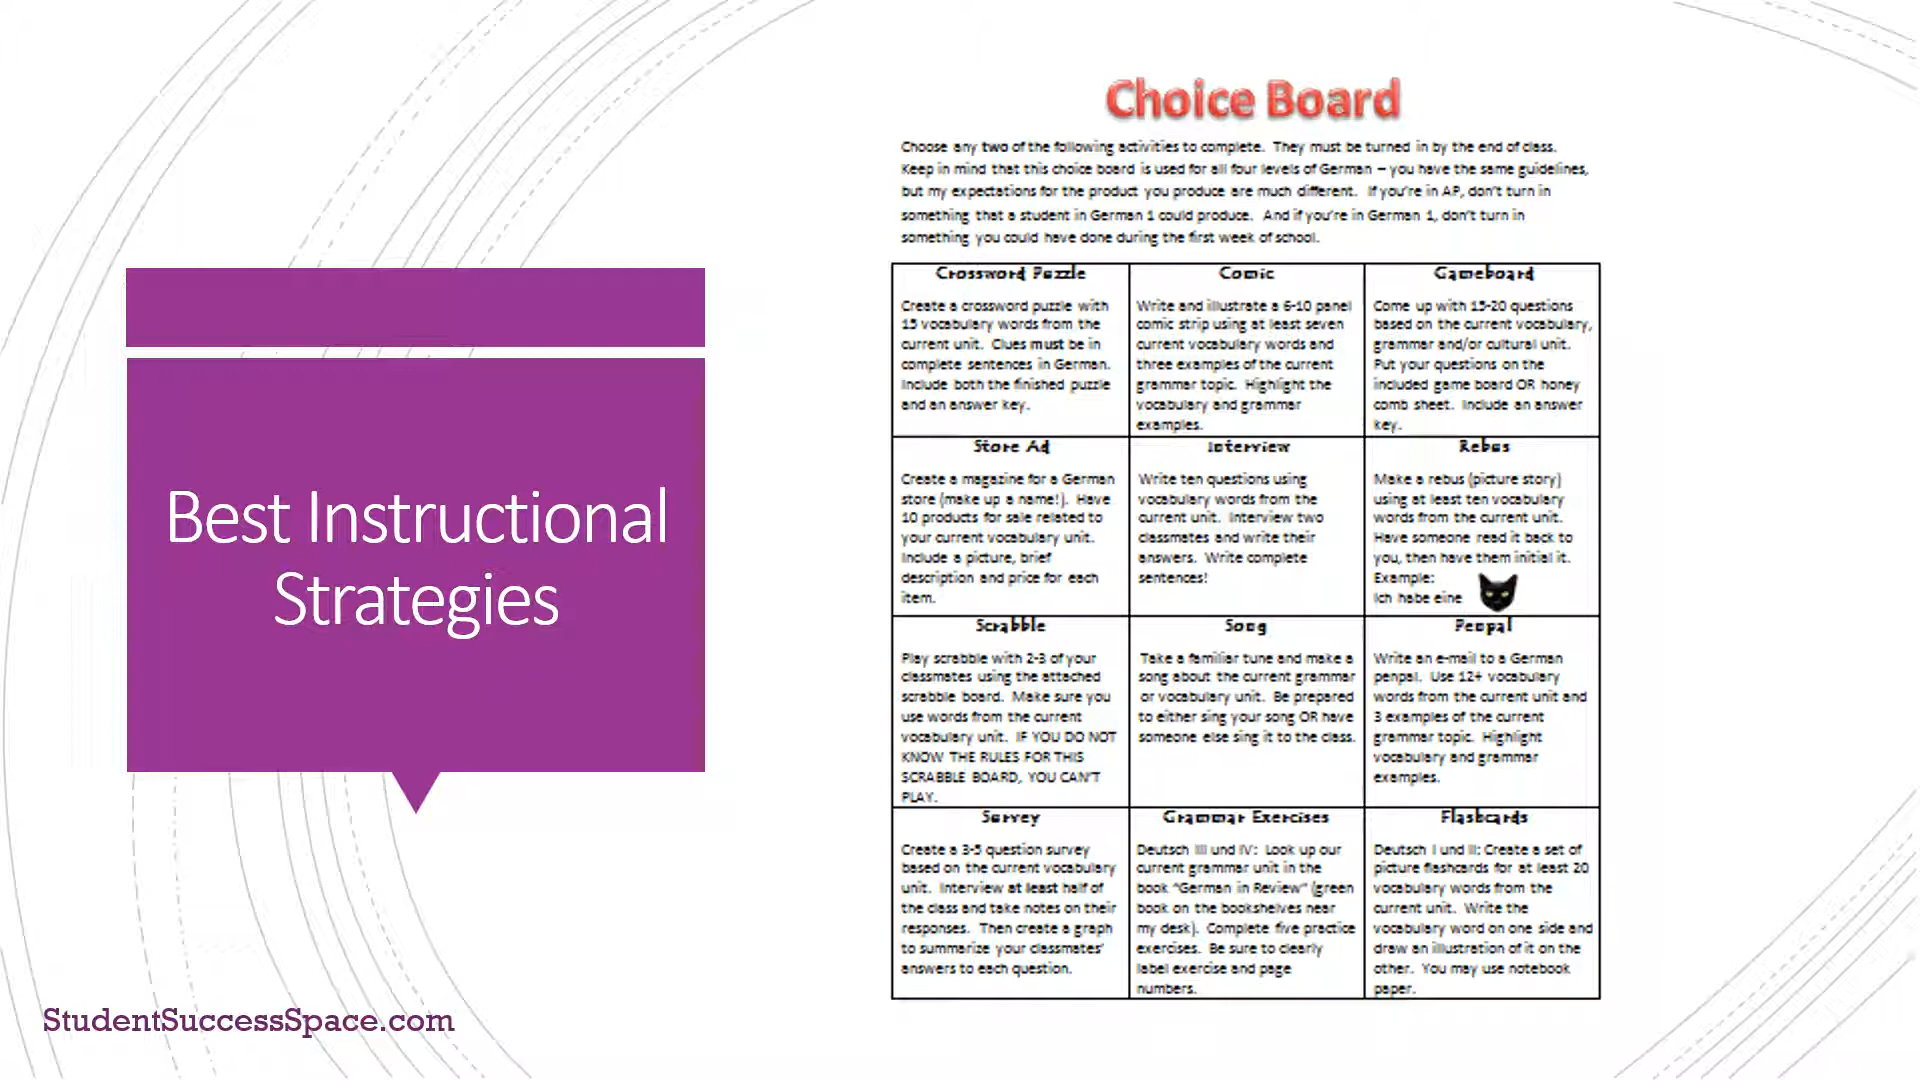 Best Instructional
Strategies
StudentSuccessSpace.com
Choice Board
Choose any two of the following activities to complete. They must be turned in by the end of class.
Keep in mind that this choice board is used for all four levels of German – you have the same guidelines,
but my expectations for the product you produce are much different. If you're in AP, don't turn in
something that a student in German 1 could produce. And if you're in German 1, don't turn in
something you could have done during the first week of school.
Crossword Puzzle
Create a crossword puzzle with
15 vocabulary words from the
current unit. Clues must be in
complete sentences in German.
Include both the finished puzzle
and an answer key.
Comic
Write and illustrate a 6-10 panel
comic strip using at least seven
current vocabulary words and
three examples of the current
grammar topic. Highlight the
vocabulary and grammar
examples.
Gameboard
Come up with 15-20 questions
based on the current vocabulary,
grammar and/or cultural unit.
Put your questions on the
included game board OR honey
comb sheet. Include an answer
key.
Store Ad
Create a magazine for a German
store (make up a name!). Have
10 products for sale related to
your current vocabulary unit.
Include a picture, brief
description and price for each
item.
Interview
Write ten questions using
vocabulary words from the
current unit. Interview two
classmates and write their
answers. Write complete
sentences!
Rebus
Make a rebus (picture story)
using at least ten vocabulary
words from the current unit.
Have someone read it back to
you, then have them initial it.
Example:
Ich habe eine
Scrabble
Play scrabble with 2-3 of your
classmates using the attached
scrabble board. Make sure you
use words from the current
vocabulary unit. IF YOU DO NOT
KNOW THE RULES FOR THIS
SCRABBLE BOARD, YOU CAN'T
PLAY.
Song
Take a familiar tune and make a
song about the current grammar
or vocabulary unit. Be prepared
to either sing your song OR have
someone else sing it to the class.
Penpal
Write an e-mail to a German
penpal. Use 12+ vocabulary
words from the current unit and
3 examples of the current
grammar topic. Highlight
vocabulary and grammar
examples.
Survey
Create a 3-5 question survey
based on the current vocabulary
unit. Interview at least half of
the class and take notes on their
responses. Then create a graph
to summarize your classmates'
answers to each question.
Grammar Exercises
Deutsch III und IV: Look up our
current grammar unit in the
book "German in Review" (green
book on the bookshelves near
my desk). Complete five practice
exercises. Be sure to clearly
label exercise and page
numbers.
Flashcards
Deutsch I und II: Create a set of
picture flashcards for at least 20
vocabulary words from the
current unit. Write the
vocabulary word on one side and
draw an illustration of it on the
other. You may use notebook
paper.